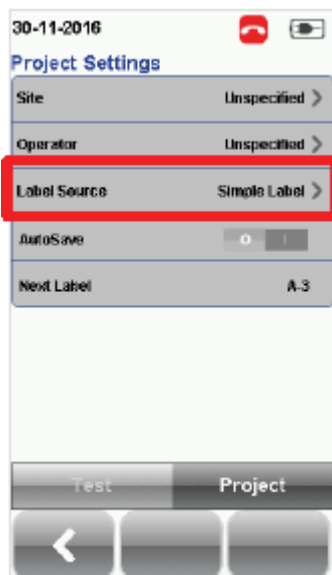 30-11-2016
Project Settings
Site Unspecified
Operator Unspecified
Label Source Simple Label
AutoSave O I
Next Label A-3
Test Project